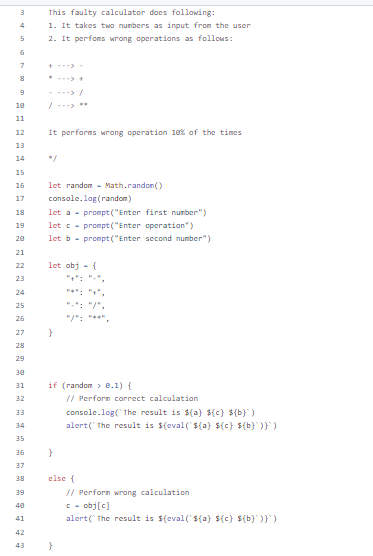 3 This faulty calculator does following:
4 1. It takes two numbers as input from the user
5 2. It perfoms wrong operations as follows:
6
7 + ---> -
8 * ---> +
9 - ---> /
10 / ---> **
11
12 It performs wrong operation 10% of the times
13
14 */
15
16 let random = Math.random()
17 console.log(random)
18 let a = prompt("Enter first number")
19 let c = prompt("Enter operation")
20 let b = prompt("Enter second number")
21
22 let obj = {
23 "+": "-",
24 "*": "+",
25 "-": "/",
26 "/": "**",
27 }
28
29
30
31 if (random > 0.1) {
32 // Perform correct calculation
33 console.log(`The result is ${a} ${c} ${b}`)
34 alert(`The result is ${eval(`${a} ${c} ${b}`)}`)
35
36 }
37
38 else {
39 // Perform wrong calculation
40 c = obj[c]
41 alert(`The result is ${eval(`${a} ${c} ${b}`)}`)
42
43 }